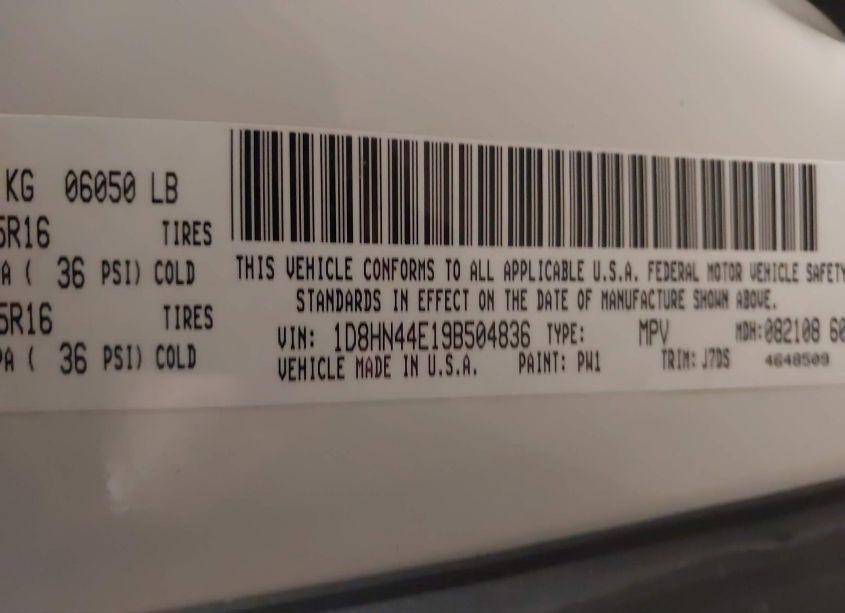 KG 06050 LB
5R16 TIRES
A ( 36 PSI) COLD
5R16 TIRES
PA ( 36 PSI) COLD
THIS VEHICLE CONFORMS TO ALL APPLICABLE U.S.A. FEDERAL MOTOR VEHICLE SAFETY
STANDARDS IN EFFECT ON THE DATE OF MANUFACTURE SHOWN ABOVE.
VIN: 1D8HN44E19B504836 TYPE: MPV MDH:082108 60
VEHICLE MADE IN U.S.A. PAINT: PW1 TRIM: J7DS 4648509